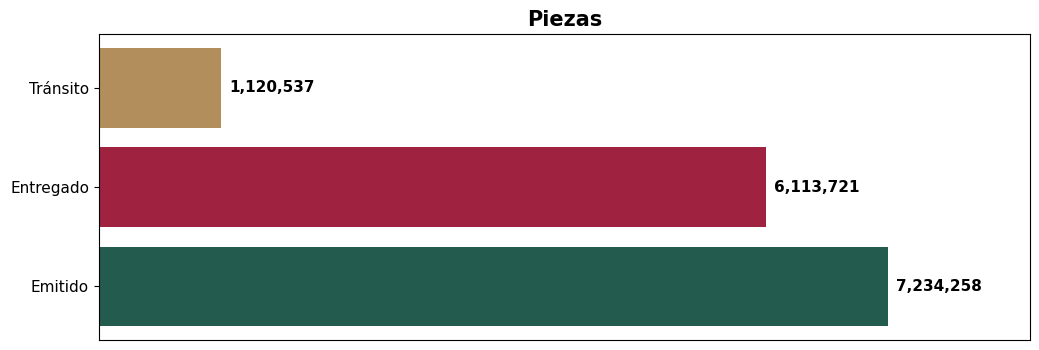 Piezas
Tránsito 1,120,537
Entregado 6,113,721
Emitido 7,234,258